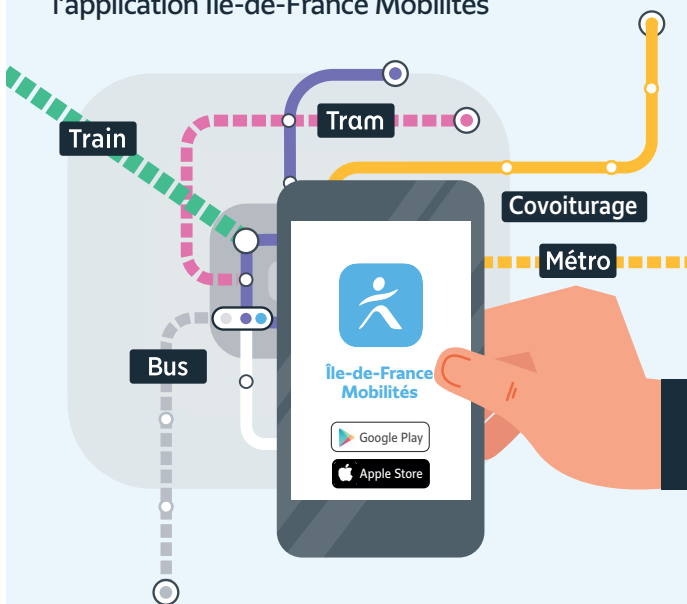 l'application Île-de-France Mobilités
Tram
Train
Covoiturage
Métro
Bus
Île-de-France
Mobilités
Google Play
Apple Store